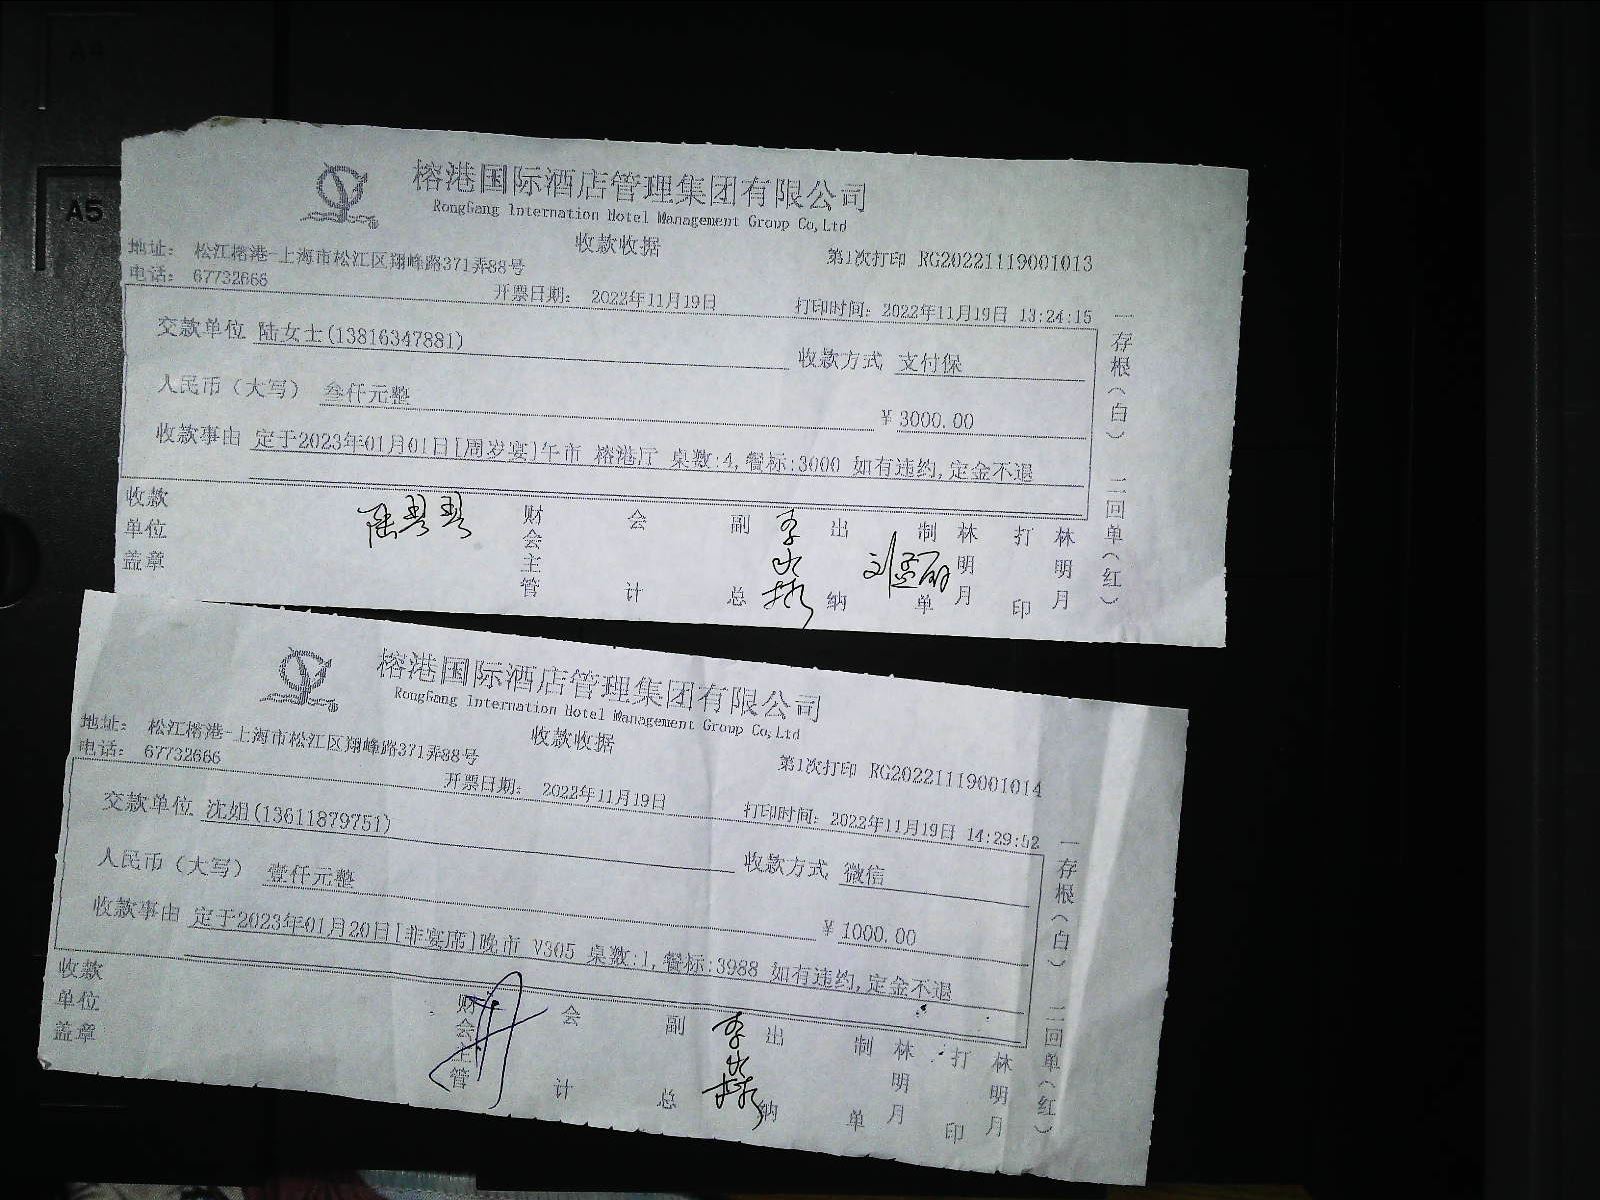 A4
A5
榕港国际酒店管理集团有限公司
RongGang Internation Hotel Management Group Co,Ltd
收款收据
地址: 松江榕港-上海市松江区翔峰路371弄88号
第1次打印 RG20221119001013
电话: 67732666
开票日期: 2022年11月19日
打印时间: 2022年11月19日 13:24:15
交款单位 陆女士(13816347881)
收款方式 支付保
人民币(大写) 叁仟元整
¥ 3000.00
收款事由 定于2023年01月01日[周岁宴]午市 榕港厅 桌数:4,餐标:3000 如有违约,定金不退
一存根(白) 二回单(红)
收款单位盖章
陆琴琴
财会主管
会计
副总
李
出纳
刘
制单
林明月
打印
林明月
榕港国际酒店管理集团有限公司
RongGang Internation Hotel Management Group Co,Ltd
收款收据
地址: 松江榕港-上海市松江区翔峰路371弄88号
第1次打印 RG20221119001014
电话: 67732666
开票日期: 2022年11月19日
打印时间: 2022年11月19日 14:29:52
交款单位 沈姐(13611879751)
收款方式 微信
人民币(大写) 壹仟元整
¥ 1000.00
收款事由 定于2023年01月20日[非宴席]晚市 V305 桌数:1,餐标:3988 如有违约,定金不退
一存根(白) 二回单(红)
收款单位盖章
财会主管
会计
副总
李
出纳
制单
林明月
打印
林明月